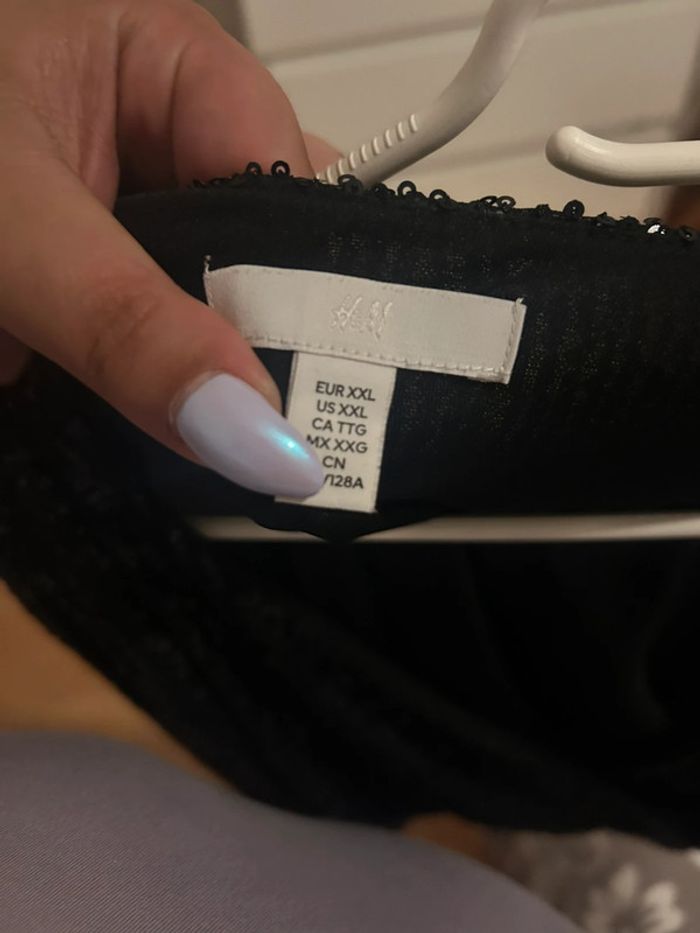 H&M
EUR XXL
US XXL
CA TTG
MX XXG
CN
/128A